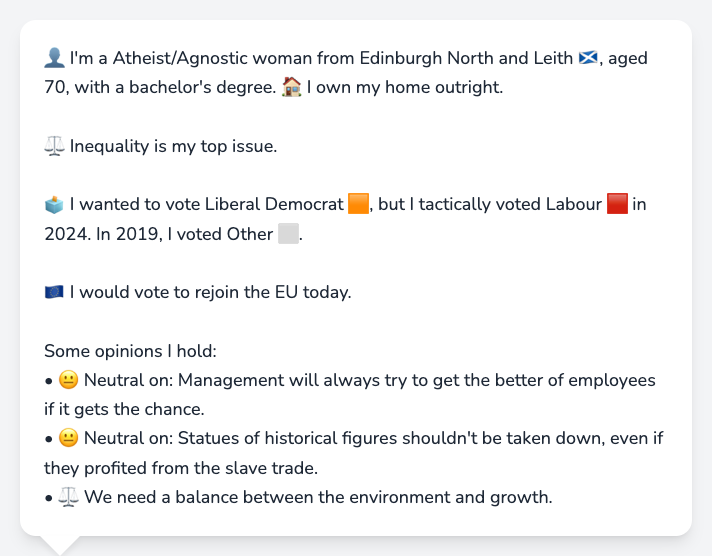 👤 I'm a Atheist/Agnostic woman from Edinburgh North and Leith 🏴󠁧󠁢󠁳󠁣󠁴󠁿, aged
70, with a bachelor's degree. 🏠 I own my home outright.
⚖️ Inequality is my top issue.
🗳️ I wanted to vote Liberal Democrat 🟧, but I tactically voted Labour 🟥 in
2024. In 2019, I voted Other ⬜.
🇪🇺 I would vote to rejoin the EU today.
Some opinions I hold:
• 😐 Neutral on: Management will always try to get the better of employees
if it gets the chance.
• 😐 Neutral on: Statues of historical figures shouldn't be taken down, even if
they profited from the slave trade.
• ⚖️ We need a balance between the environment and growth.